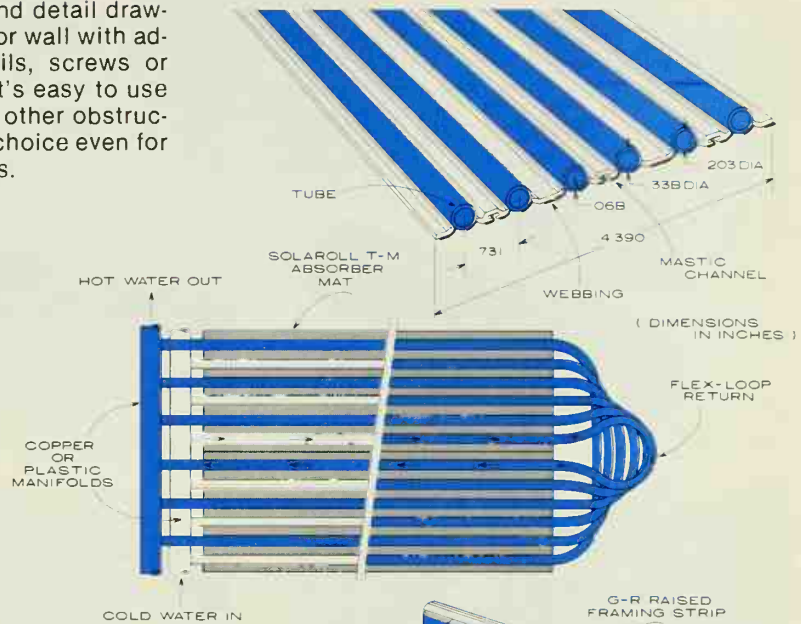 nd detail draw-
or wall with ad-
ils, screws or
t's easy to use
other obstruc-
choice even for
s.
TUBE
203 DIA
33B DIA
06B
4 390
731
MASTIC
CHANNEL
WEBBING
SOLAROLL T-M
ABSORBER
MAT
HOT WATER OUT
( DIMENSIONS
IN INCHES )
FLEX-LOOP
RETURN
COPPER
OR
PLASTIC
MANIFOLDS
COLD WATER IN
G-R RAISED
FRAMING STRIP